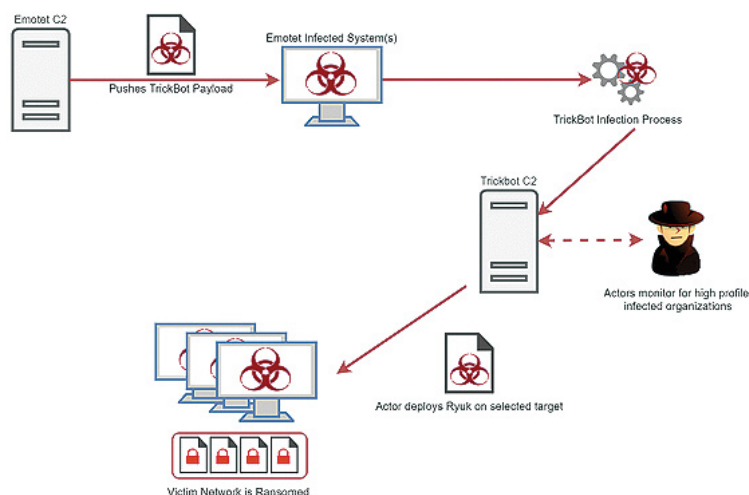 Emotet C2
Pushes TrickBot Payload
Emotet Infected System(s)
TrickBot Infection Process
Trickbot C2
Actors monitor for high profile
infected organizations
Actor deploys Ryuk on selected target
Victim Network is Ransomed